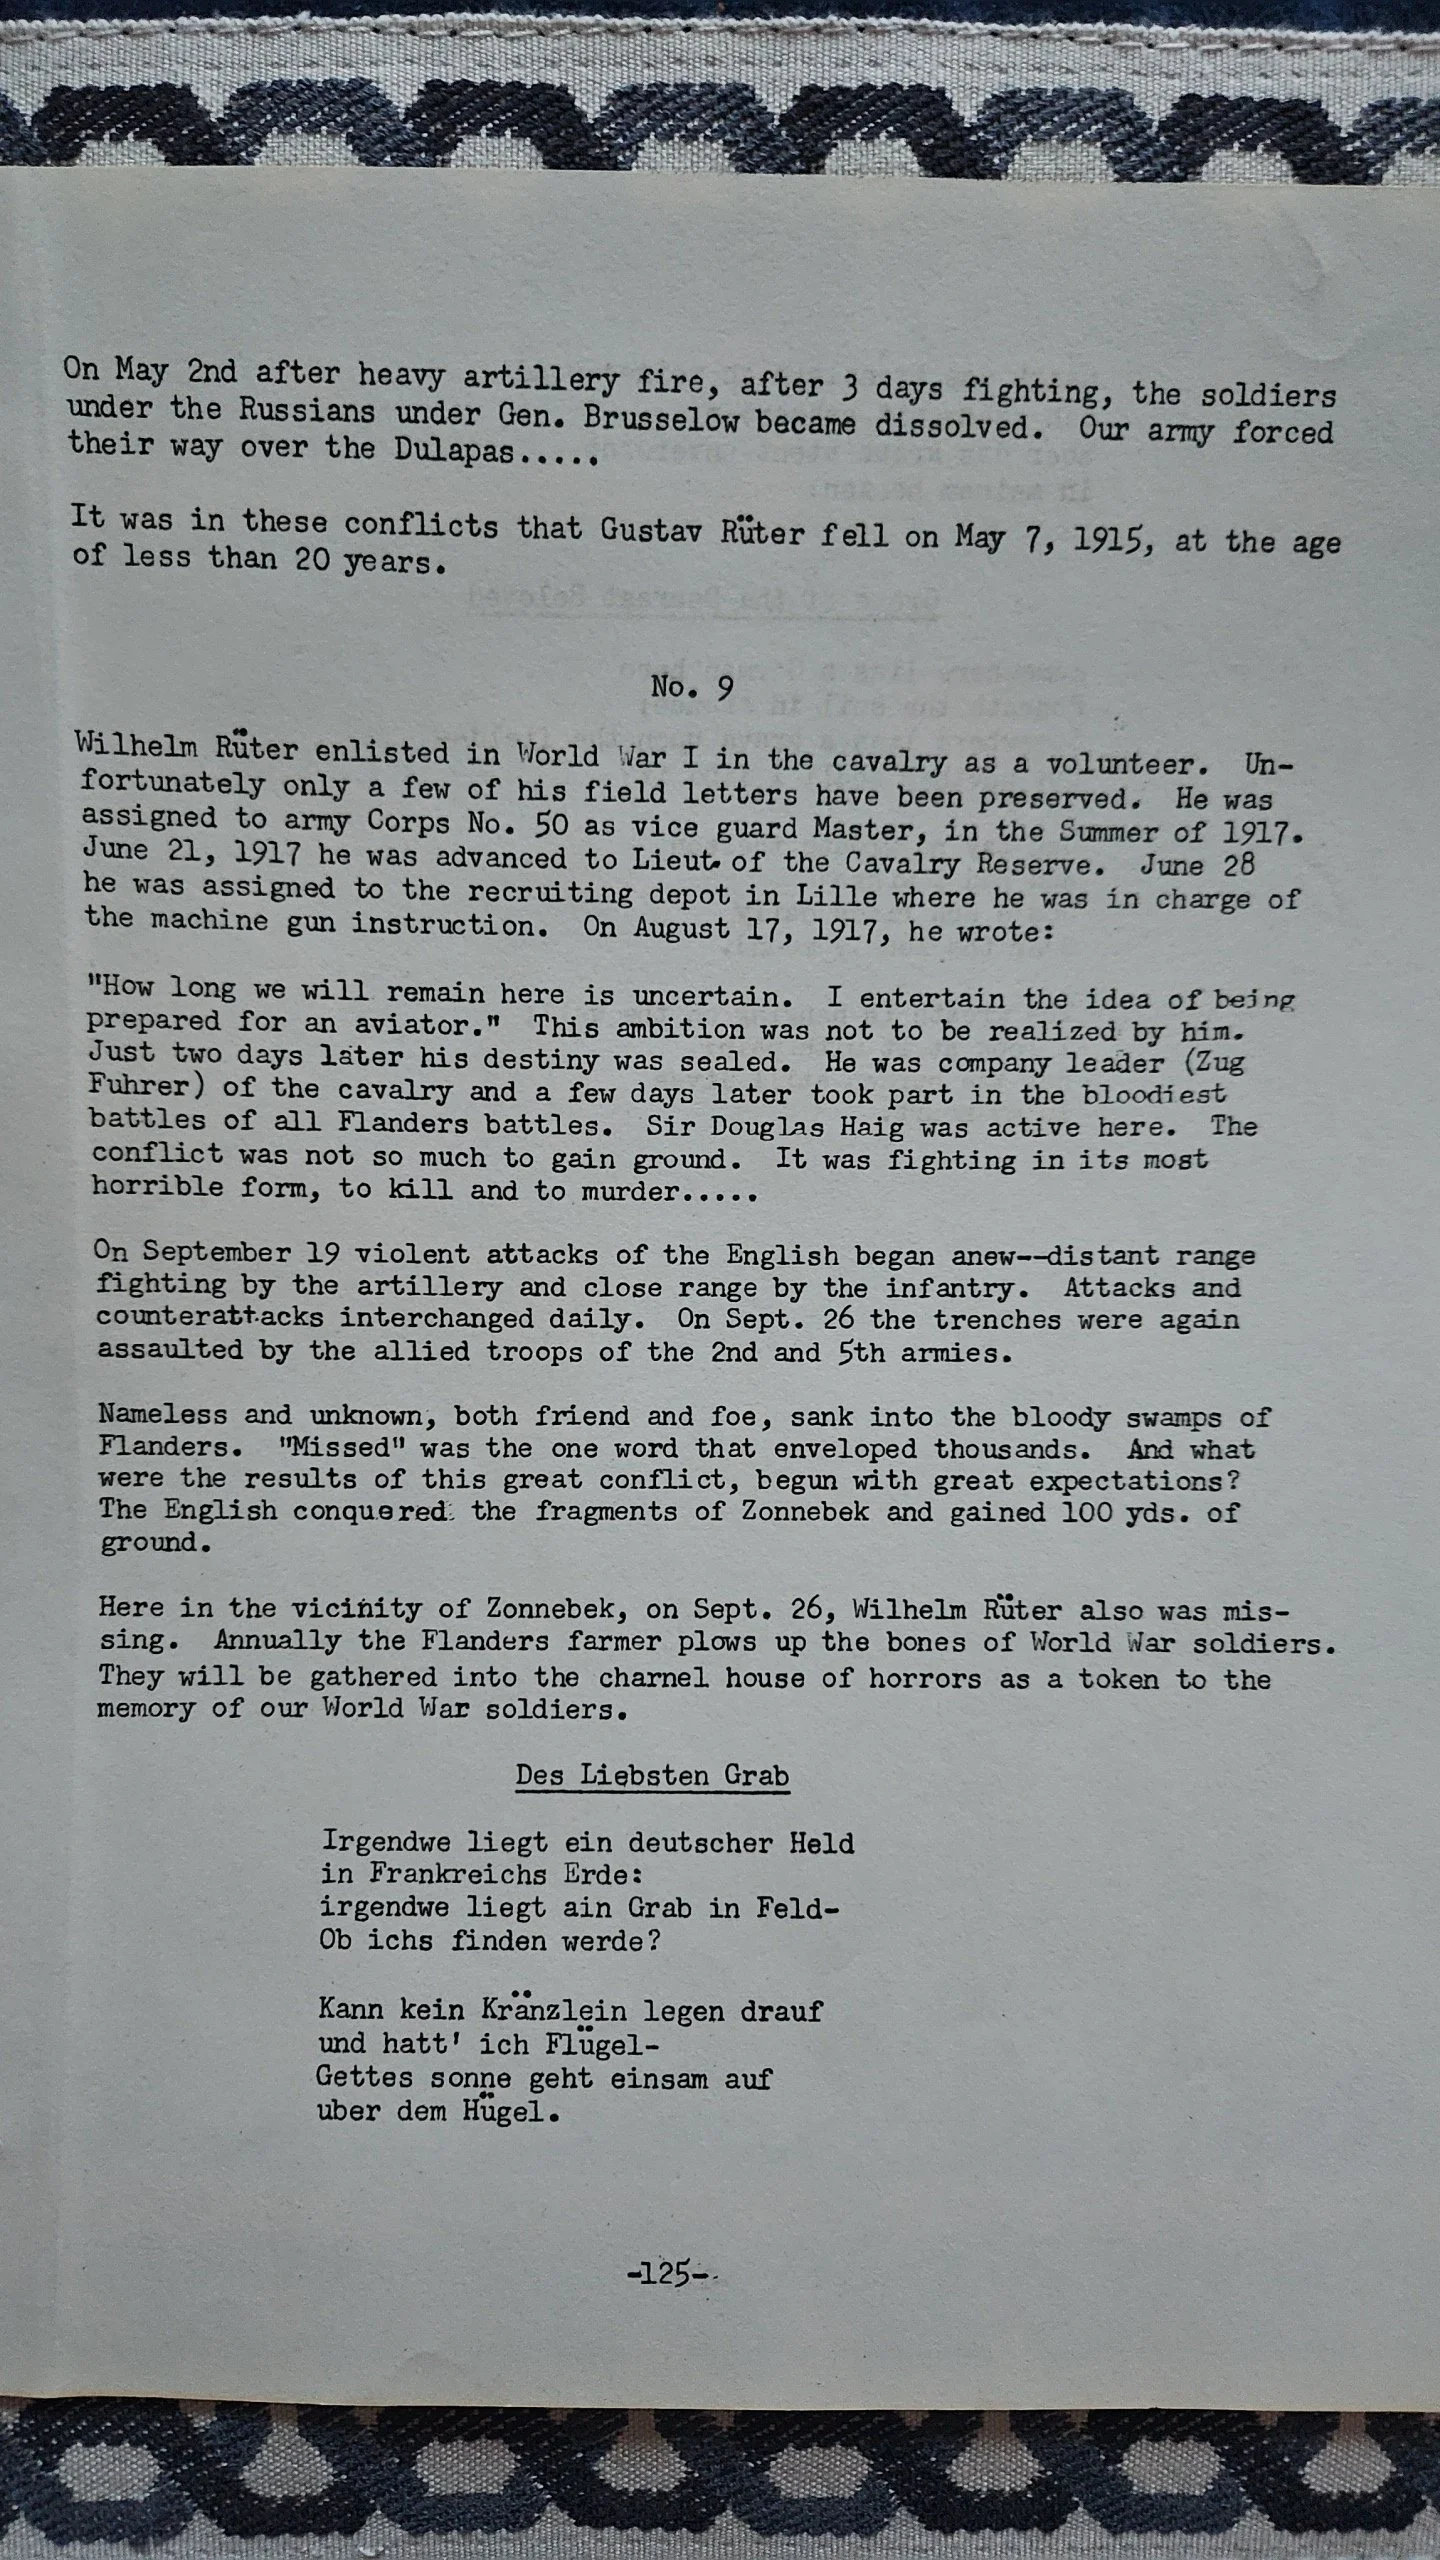 On May 2nd after heavy artillery fire, after 3 days fighting, the soldiers
under the Russians under Gen. Brusselow became dissolved. Our army forced
their way over the Dulapas.....
It was in these conflicts that Gustav Rüter fell on May 7, 1915, at the age
of less than 20 years.
No. 9
Wilhelm Rüter enlisted in World War I in the cavalry as a volunteer. Un-
fortunately only a few of his field letters have been preserved. He was
assigned to army Corps No. 50 as vice guard Master, in the Summer of 1917.
June 21, 1917 he was advanced to Lieut. of the Cavalry Reserve. June 28
he was assigned to the recruiting depot in Lille where he was in charge of
the machine gun instruction. On August 17, 1917, he wrote:
"How long we will remain here is uncertain. I entertain the idea of being
prepared for an aviator." This ambition was not to be realized by him.
Just two days later his destiny was sealed. He was company leader (Zug
Fuhrer) of the cavalry and a few days later took part in the bloodiest
battles of all Flanders battles. Sir Douglas Haig was active here. The
conflict was not so much to gain ground. It was fighting in its most
horrible form, to kill and to murder.....
On September 19 violent attacks of the English began anew--distant range
fighting by the artillery and close range by the infantry. Attacks and
counterattacks interchanged daily. On Sept. 26 the trenches were again
assaulted by the allied troops of the 2nd and 5th armies.
Nameless and unknown, both friend and foe, sank into the bloody swamps of
Flanders. "Missed" was the one word that enveloped thousands. And what
were the results of this great conflict, begun with great expectations?
The English conquered the fragments of Zonnebek and gained 100 yds. of
ground.
Here in the vicinity of Zonnebek, on Sept. 26, Wilhelm Rüter also was mis-
sing. Annually the Flanders farmer plows up the bones of World War soldiers.
They will be gathered into the charnel house of horrors as a token to the
memory of our World War soldiers.
Des Liebsten Grab
Irgendwe liegt ein deutscher Held
in Frankreichs Erde:
irgendwe liegt ain Grab in Feld-
Ob ichs finden werde?
Kann kein Kränzlein legen drauf
und hatt' ich Flügel-
Gettes sonne geht einsam auf
uber dem Hügel.
-125-